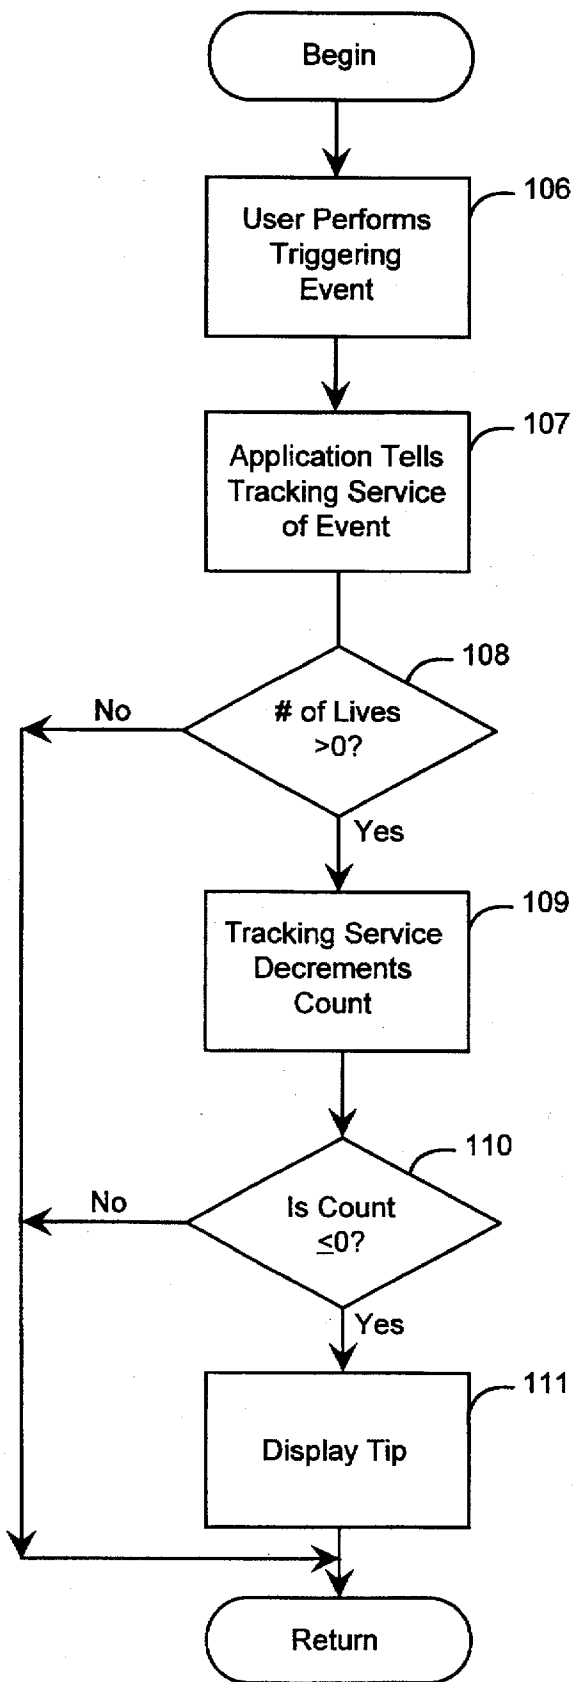 Begin
106
User Performs
Triggering
Event
107
Application Tells
Tracking Service
of Event
108
# of Lives
>0?
No
Yes
109
Tracking Service
Decrements
Count
110
Is Count
≤0?
No
Yes
111
Display Tip
Return